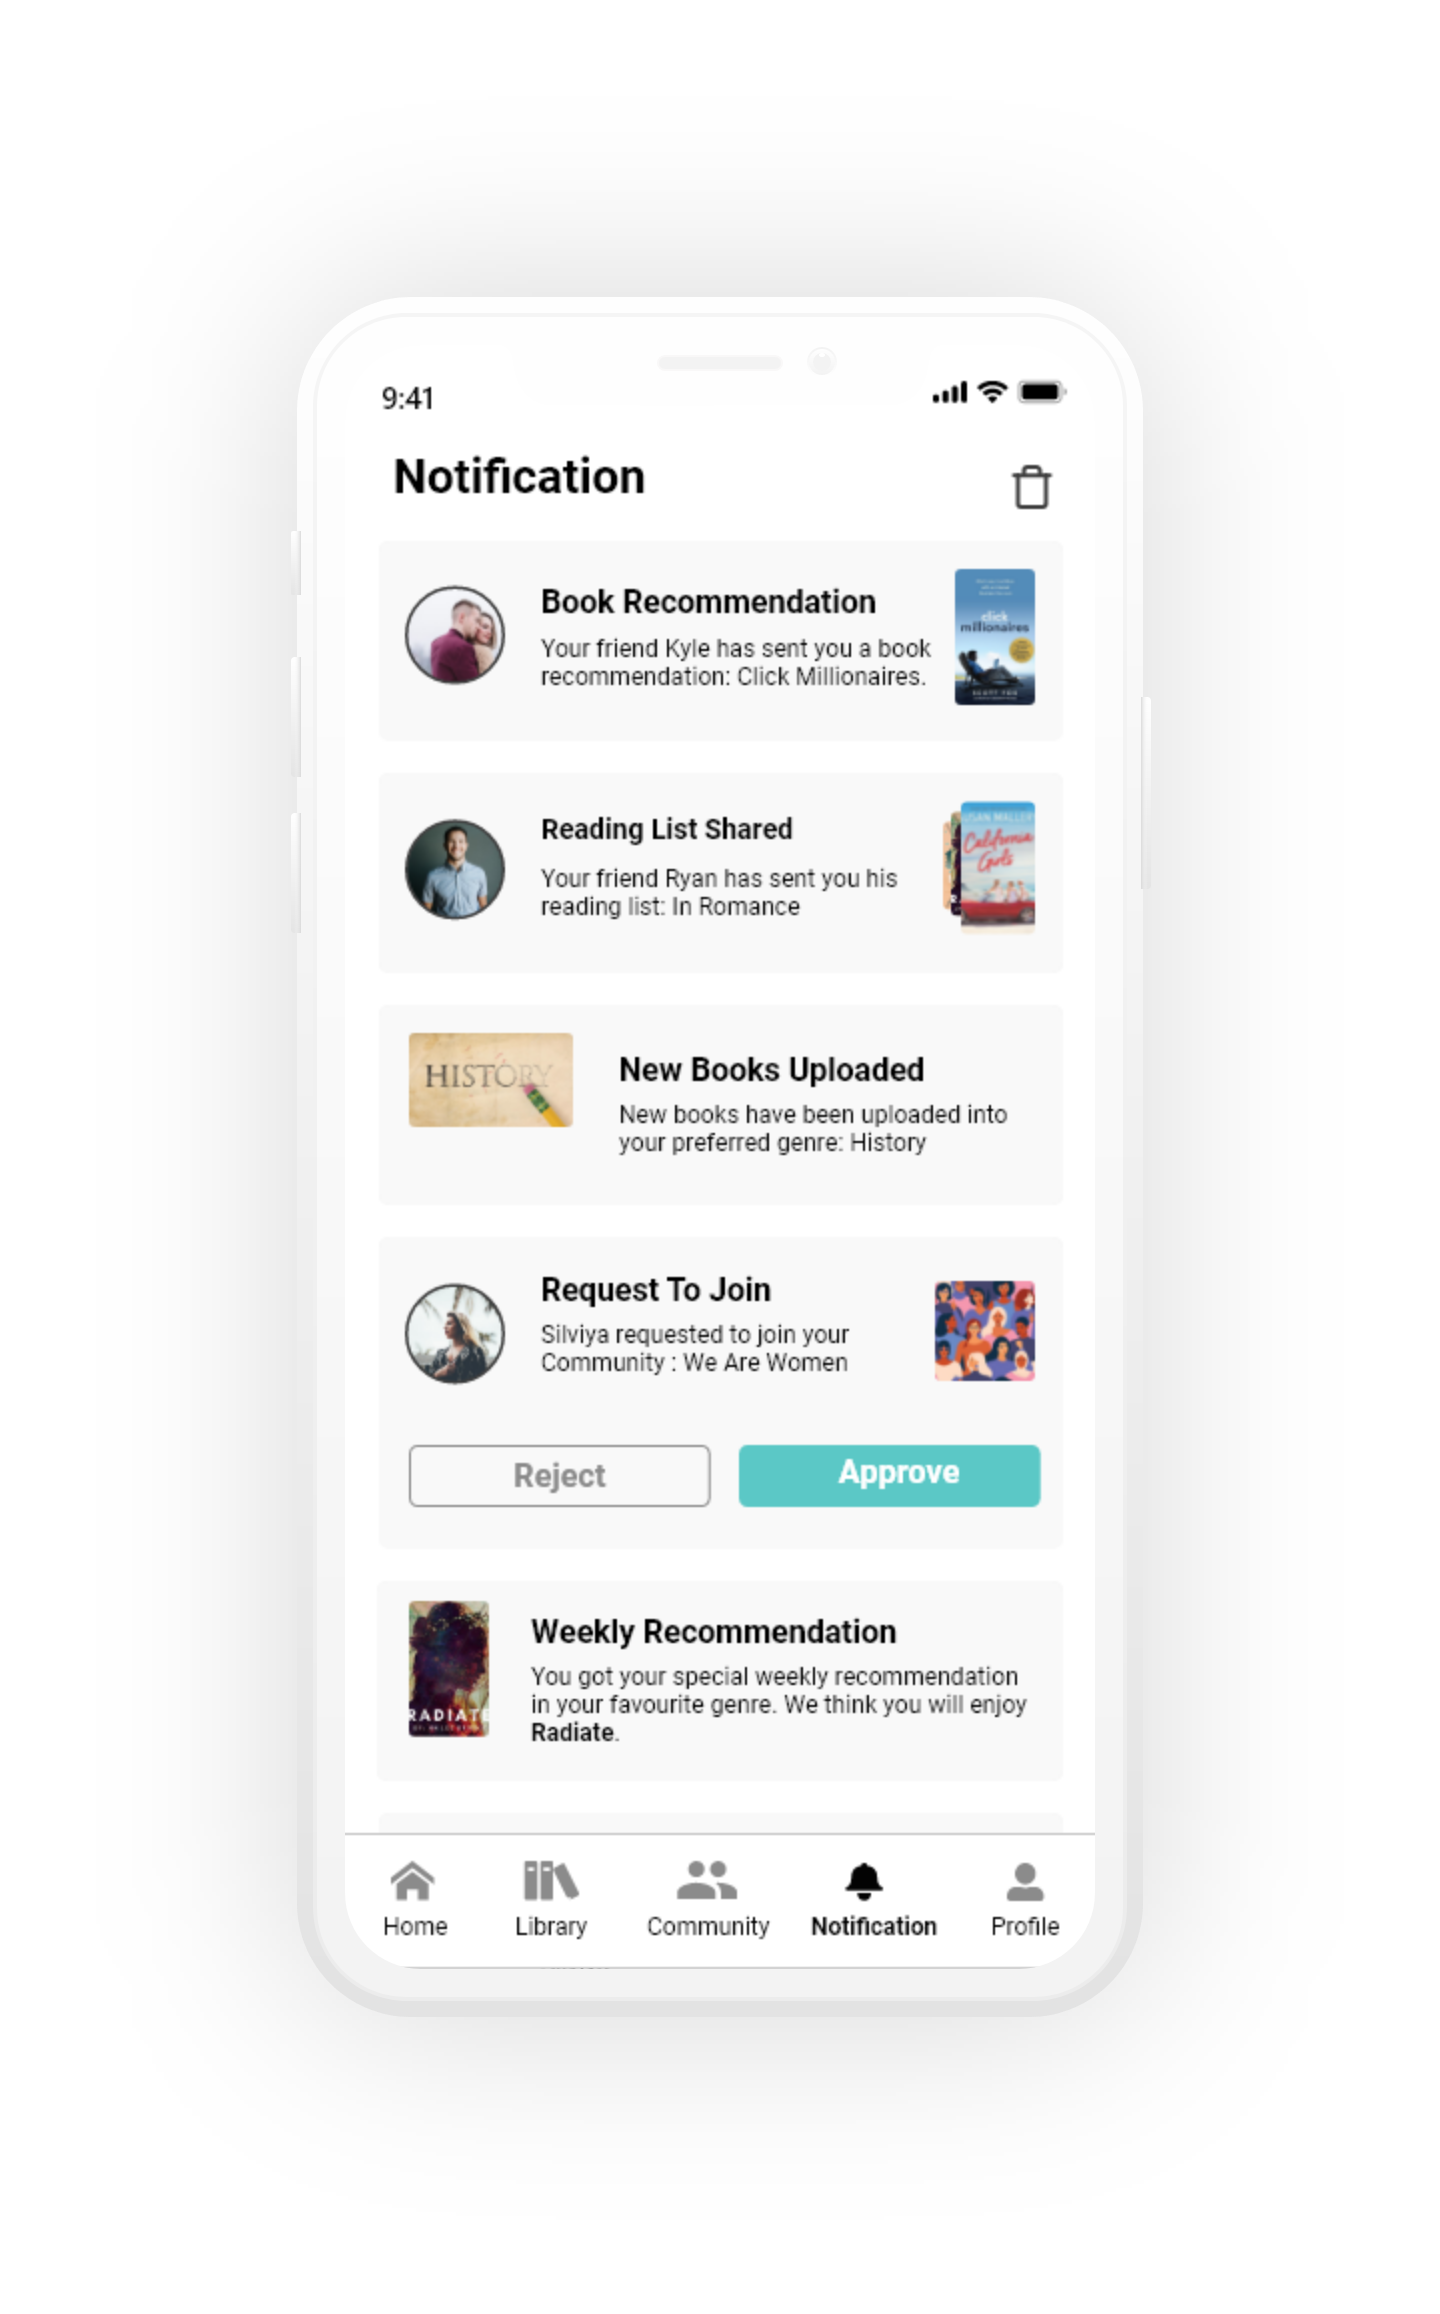 9:41
Notification
Book Recommendation
Your friend Kyle has sent you a book
recommendation: Click Millionaires.
click
millionaires
Reading List Shared
Your friend Ryan has sent you his
reading list: In Romance
USAN MALLER
California
Girls
HISTORY
New Books Uploaded
New books have been uploaded into
your preferred genre: History
Request To Join
Silviya requested to join your
Community : We Are Women
Reject
Approve
RADIATE
Weekly Recommendation
You got your special weekly recommendation
in your favourite genre. We think you will enjoy
Radiate.
Home
Library
Community
Notification
Profile